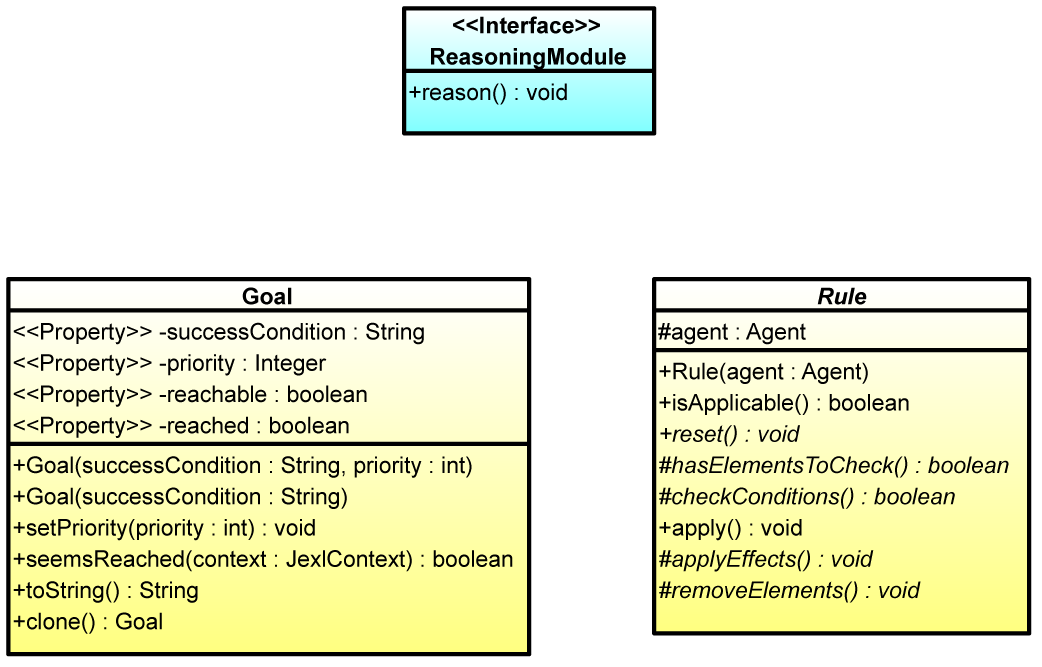 <<Interface>>
ReasoningModule
+reason() : void
Goal
<<Property>> -successCondition : String
<<Property>> -priority : Integer
<<Property>> -reachable : boolean
<<Property>> -reached : boolean
+Goal(successCondition : String, priority : int)
+Goal(successCondition : String)
+setPriority(priority : int) : void
+seemsReached(context : JexlContext) : boolean
+toString() : String
+clone() : Goal
Rule
#agent : Agent
+Rule(agent : Agent)
+isApplicable() : boolean
+reset() : void
#hasElementsToCheck() : boolean
#checkConditions() : boolean
+apply() : void
#applyEffects() : void
#removeElements() : void